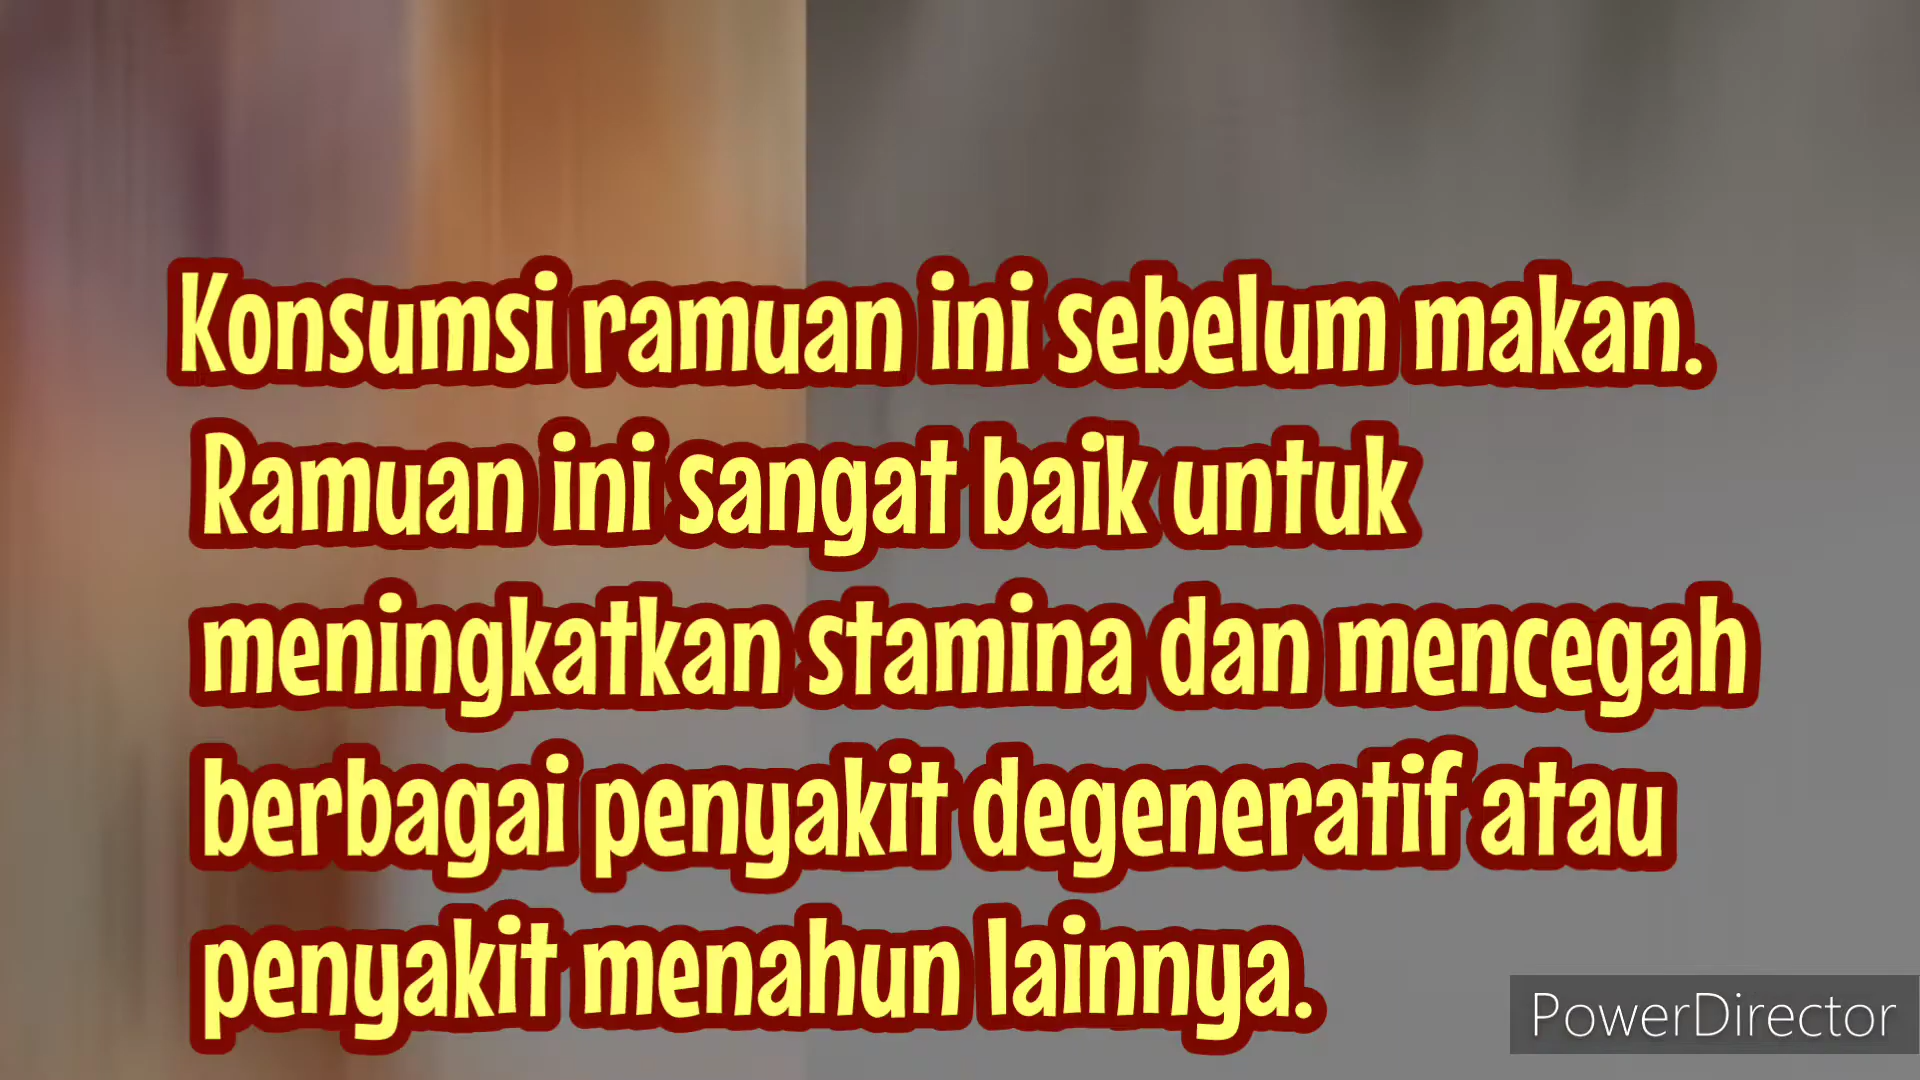 Konsumsi ramuan ini sebelum makan.
Ramuan ini sangat baik untuk
meningkatkan stamina dan mencegah
berbagai penyakit degeneratif atau
penyakit menahun lainnya.
PowerDirector